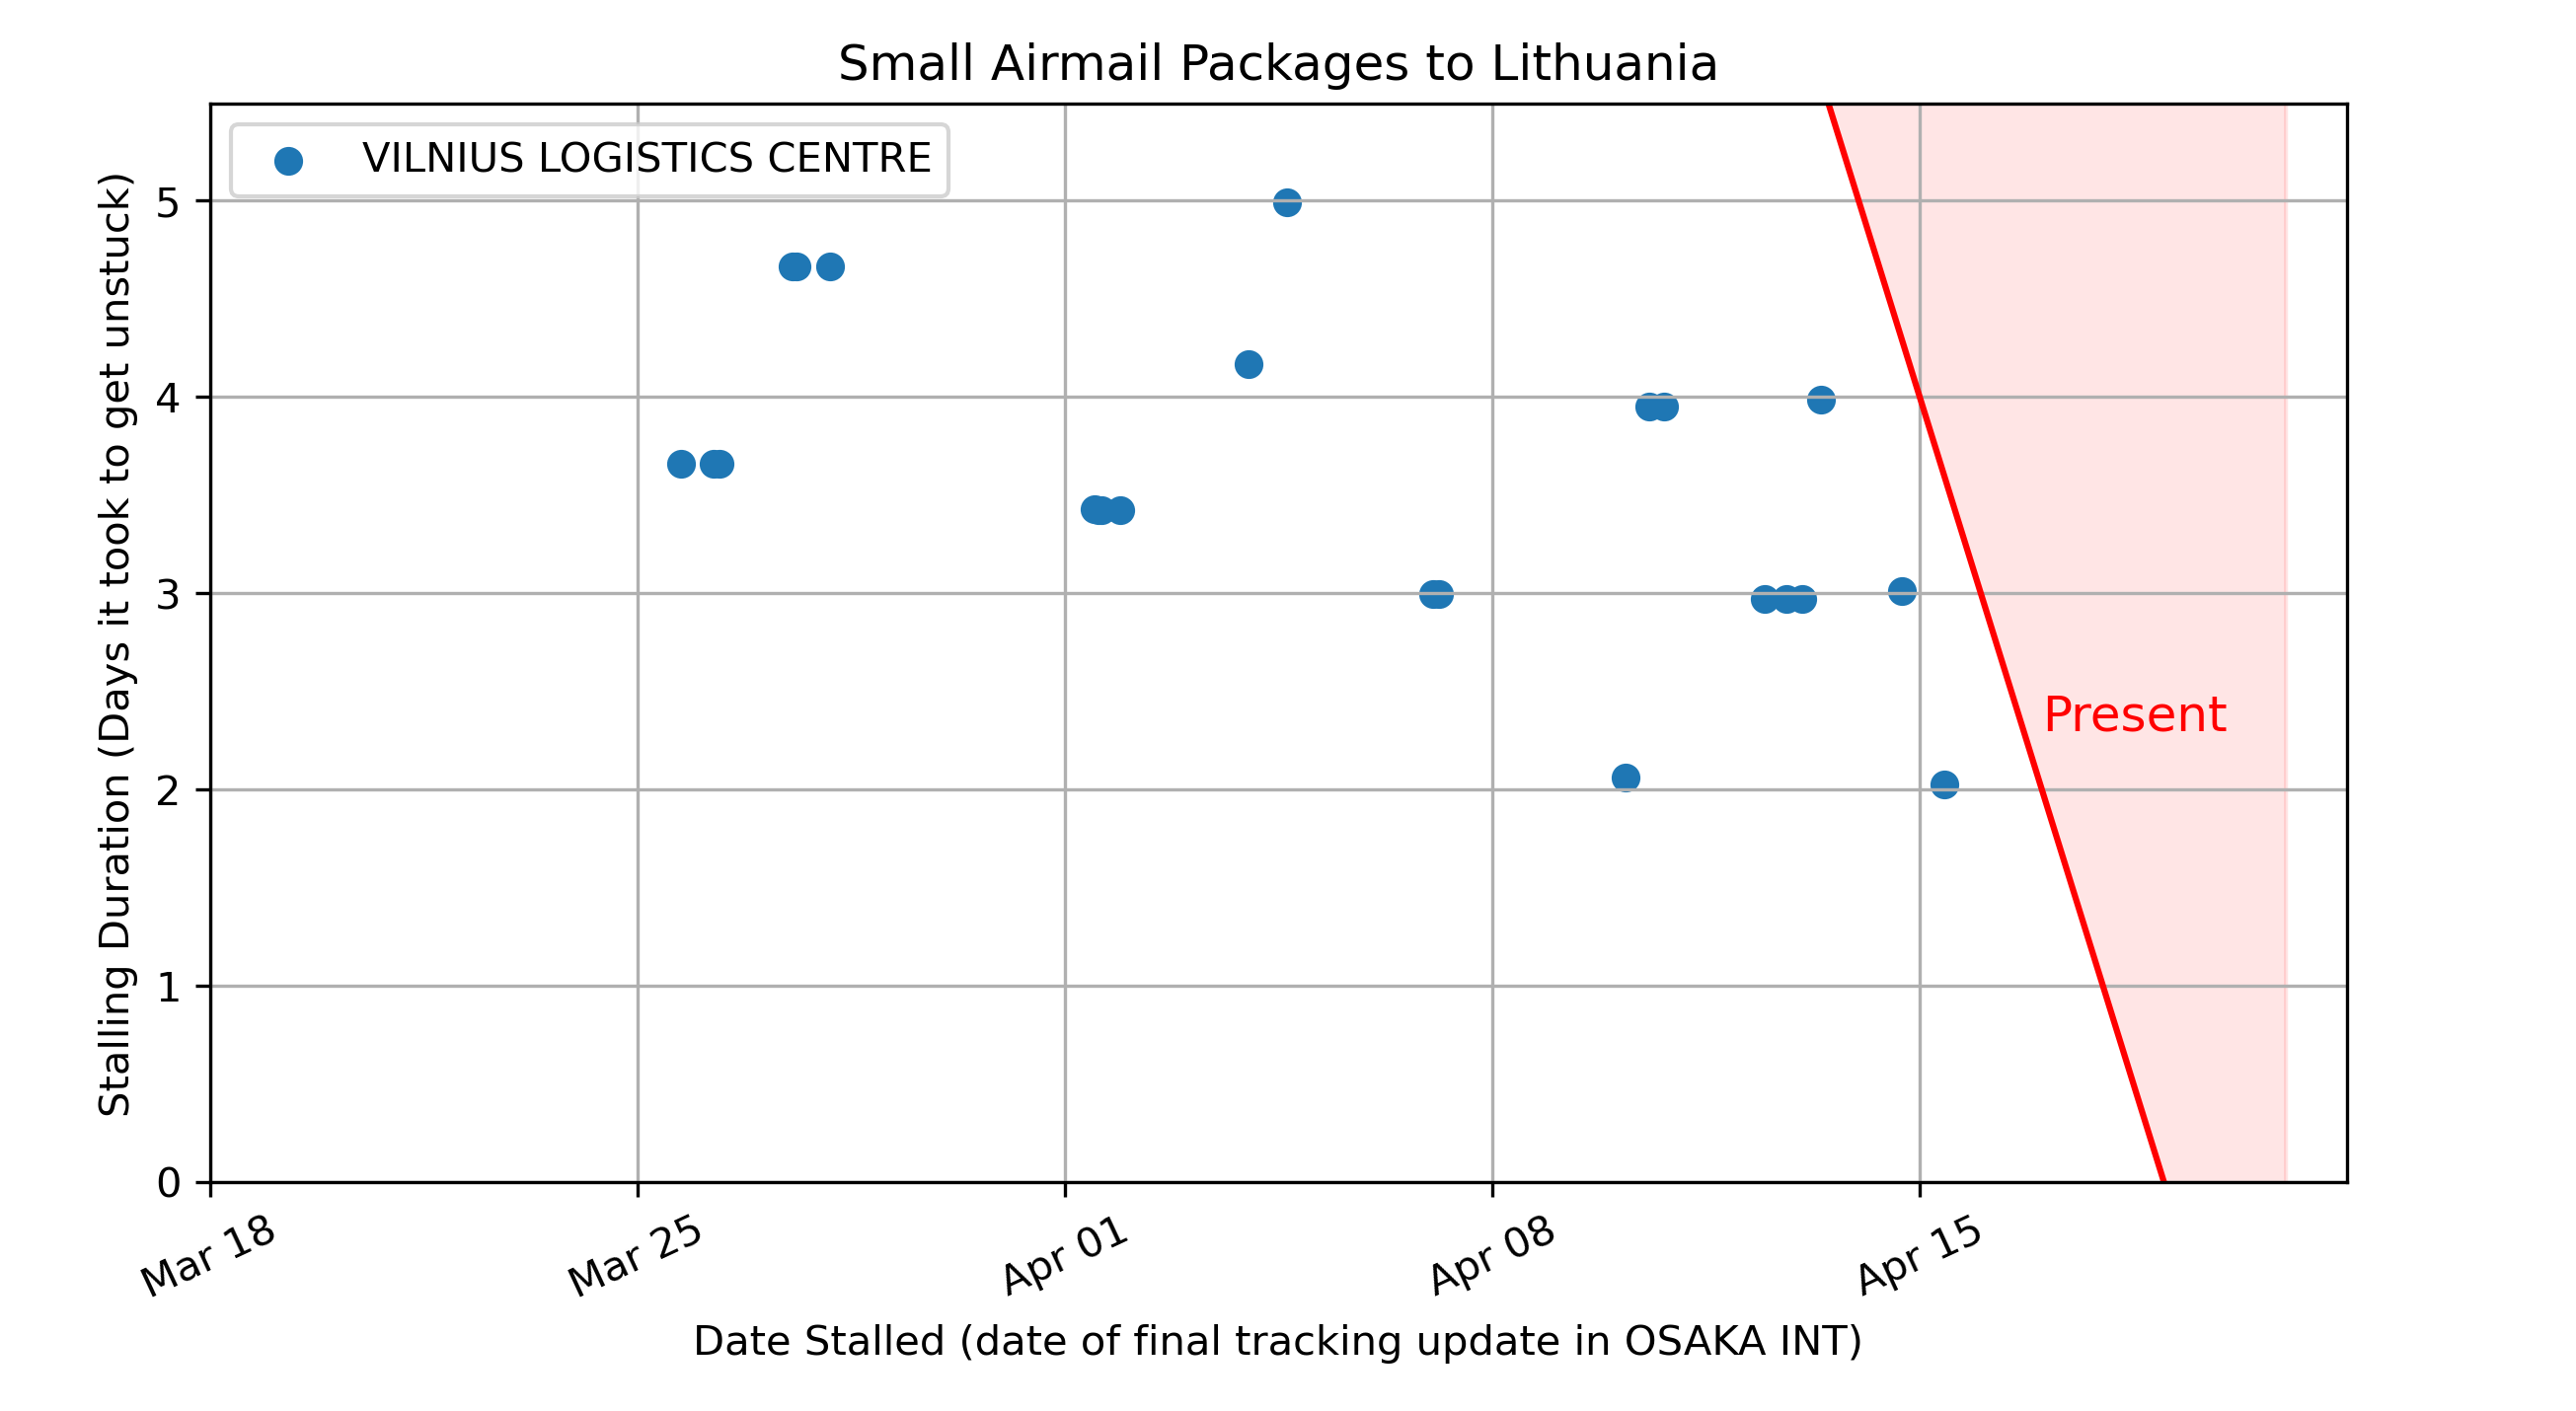 Small Airmail Packages to Lithuania
VILNIUS LOGISTICS CENTRE
Stalling Duration (Days it took to get unstuck)
5
4
3
2
1
0
Present
Mar 18
Mar 25
Apr 01
Apr 08
Apr 15
Date Stalled (date of final tracking update in OSAKA INT)